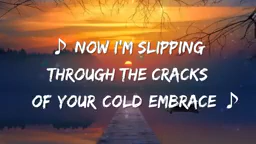 ♪ NOW I'M SLIPPING
THROUGH THE CRACKS
OF YOUR COLD EMBRACE ♪